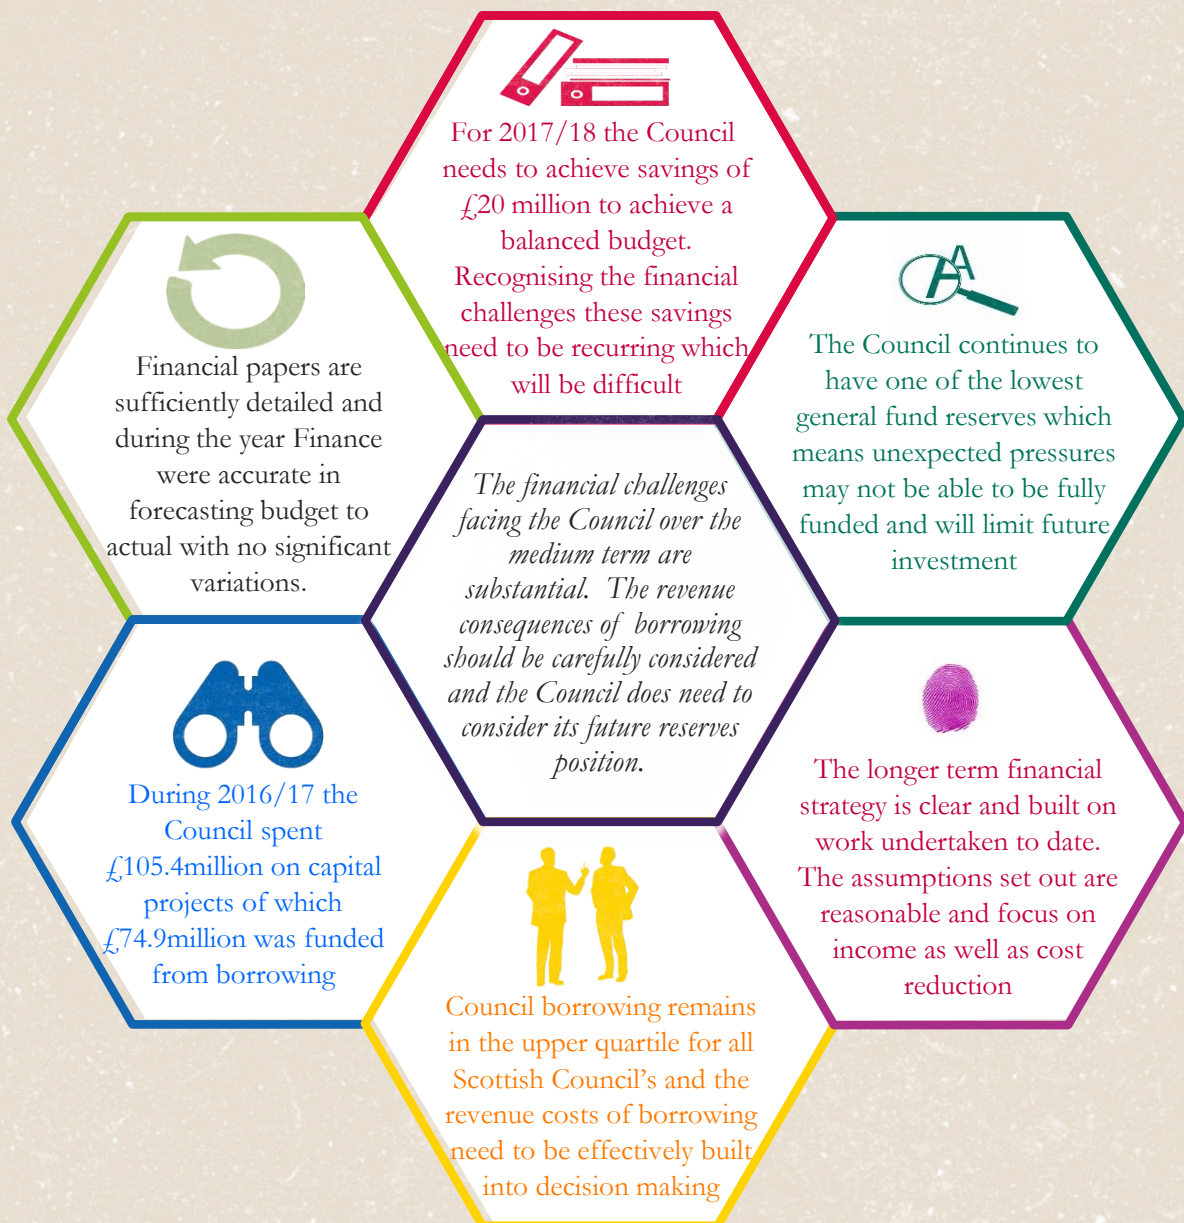 For 2017/18 the Council
needs to achieve savings of
£20 million to achieve a
balanced budget.
Recognising the financial
challenges these savings
need to be recurring which
will be difficult
Financial papers are
sufficiently detailed and
during the year Finance
were accurate in
forecasting budget to
actual with no significant
variations.
The Council continues to
have one of the lowest
general fund reserves which
means unexpected pressures
may not be able to be fully
funded and will limit future
investment
The financial challenges
facing the Council over the
medium term are
substantial.  The revenue
consequences of  borrowing
should be carefully considered
and the Council does need to
consider its future reserves
position.
During 2016/17 the
Council spent
£105.4million on capital
projects of which
£74.9million was funded
from borrowing
The longer term financial
strategy is clear and built on
work undertaken to date.
The assumptions set out are
reasonable and focus on
income as well as cost
reduction
Council borrowing remains
in the upper quartile for all
Scottish Council’s and the
revenue costs of borrowing
need to be effectively built
into decision making